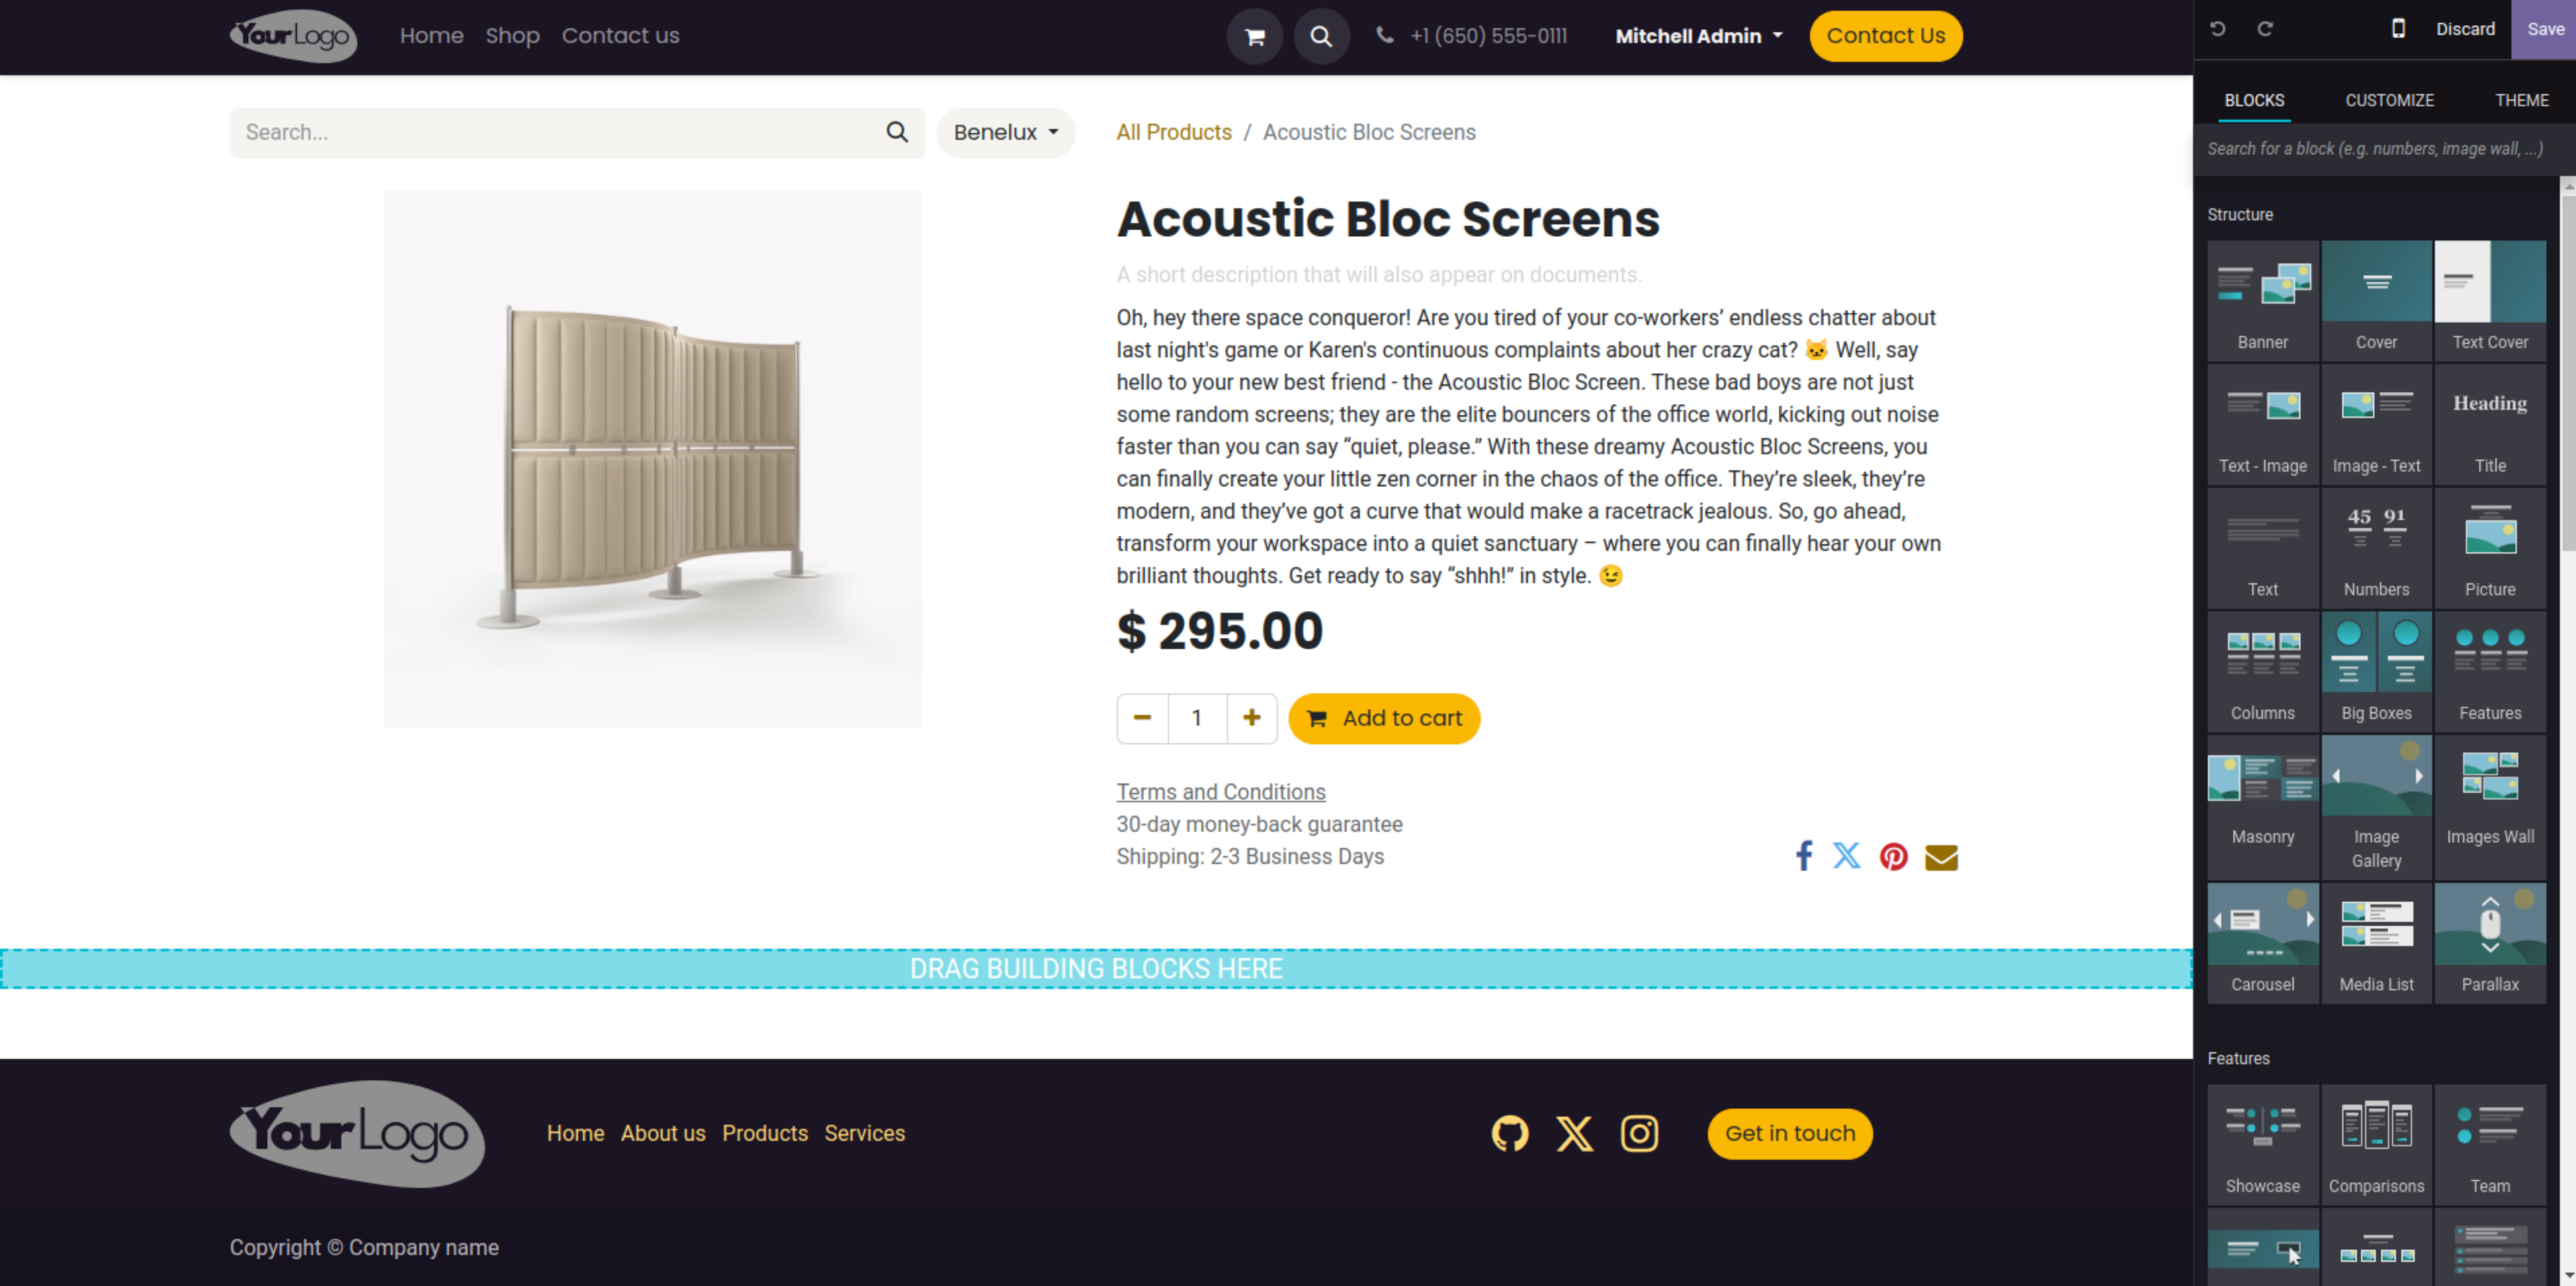 YourLogo
Home Shop Contact us
+1 (650) 555-0111
Mitchell Admin
Contact Us
Discard
Save
Search...
Benelux
All Products / Acoustic Bloc Screens
Acoustic Bloc Screens
A short description that will also appear on documents.
Oh, hey there space conqueror! Are you tired of your co-workers’ endless chatter about
last night's game or Karen's continuous complaints about her crazy cat? 🐱 Well, say
hello to your new best friend - the Acoustic Bloc Screen. These bad boys are not just
some random screens; they are the elite bouncers of the office world, kicking out noise
faster than you can say “quiet, please.” With these dreamy Acoustic Bloc Screens, you
can finally create your little zen corner in the chaos of the office. They’re sleek, they’re
modern, and they’ve got a curve that would make a racetrack jealous. So, go ahead,
transform your workspace into a quiet sanctuary – where you can finally hear your own
brilliant thoughts. Get ready to say “shhh!” in style. 😉
$ 295.00
1
Add to cart
Terms and Conditions
30-day money-back guarantee
Shipping: 2-3 Business Days
DRAG BUILDING BLOCKS HERE
YourLogo
Home About us Products Services
Get in touch
Copyright © Company name
BLOCKS CUSTOMIZE THEME
Search for a block (e.g. numbers, image wall, ...)
Structure
Banner Cover Text Cover
Heading
Text - Image Image - Text Title
45 91
Text Numbers Picture
Columns Big Boxes Features
Masonry Image Gallery Images Wall
Carousel Media List Parallax
Features
Showcase Comparisons Team